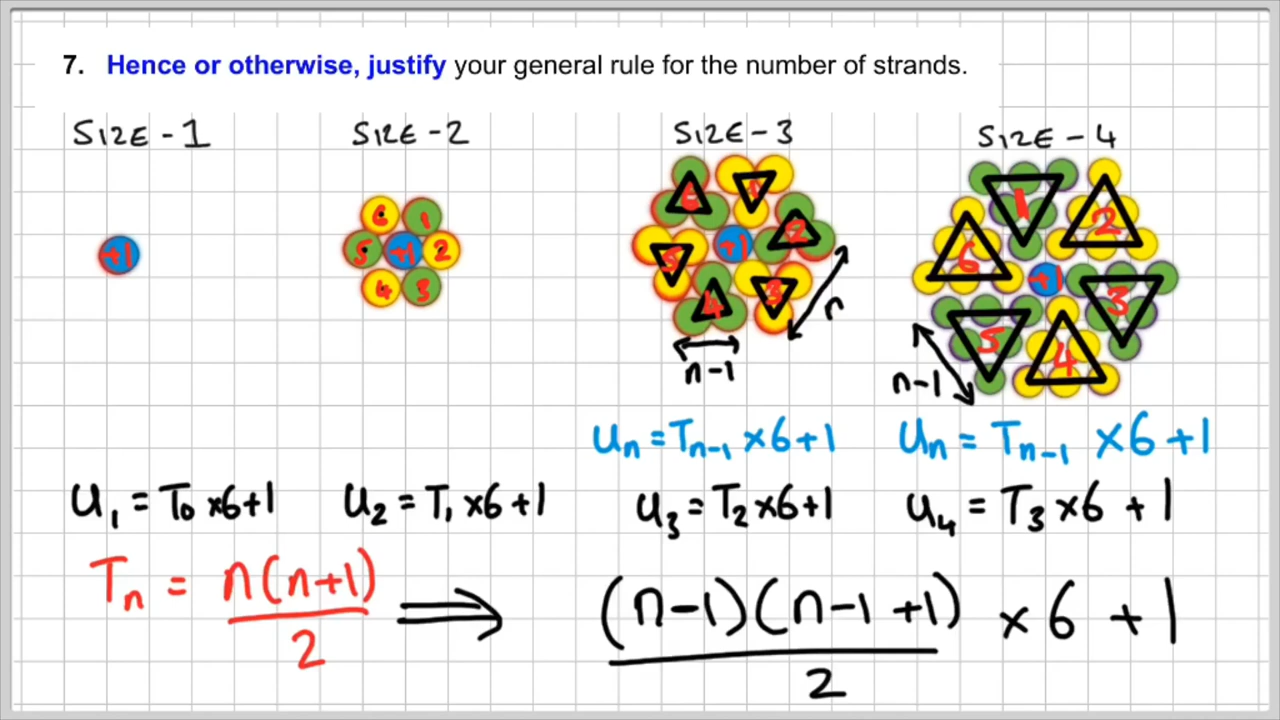 7. Hence or otherwise, justify your general rule for the number of strands.
SIZE - 1
SIZE - 2
SIZE - 3
SIZE - 4
+1
6 1
5 +1 2
4 3
6 1
5 +1 2
4 3
n
n-1
1 2
6 +1 3
5 4
n-1
Un = Tn-1 ×6+1
Un = Tn-1 ×6+1
U1 = T0 ×6+1
U2 = T1 ×6+1
U3 = T2 ×6+1
U4 = T3 ×6 + 1
Tn = n(n+1)
2
⟹
(n-1)(n-1+1) × 6 + 1
2